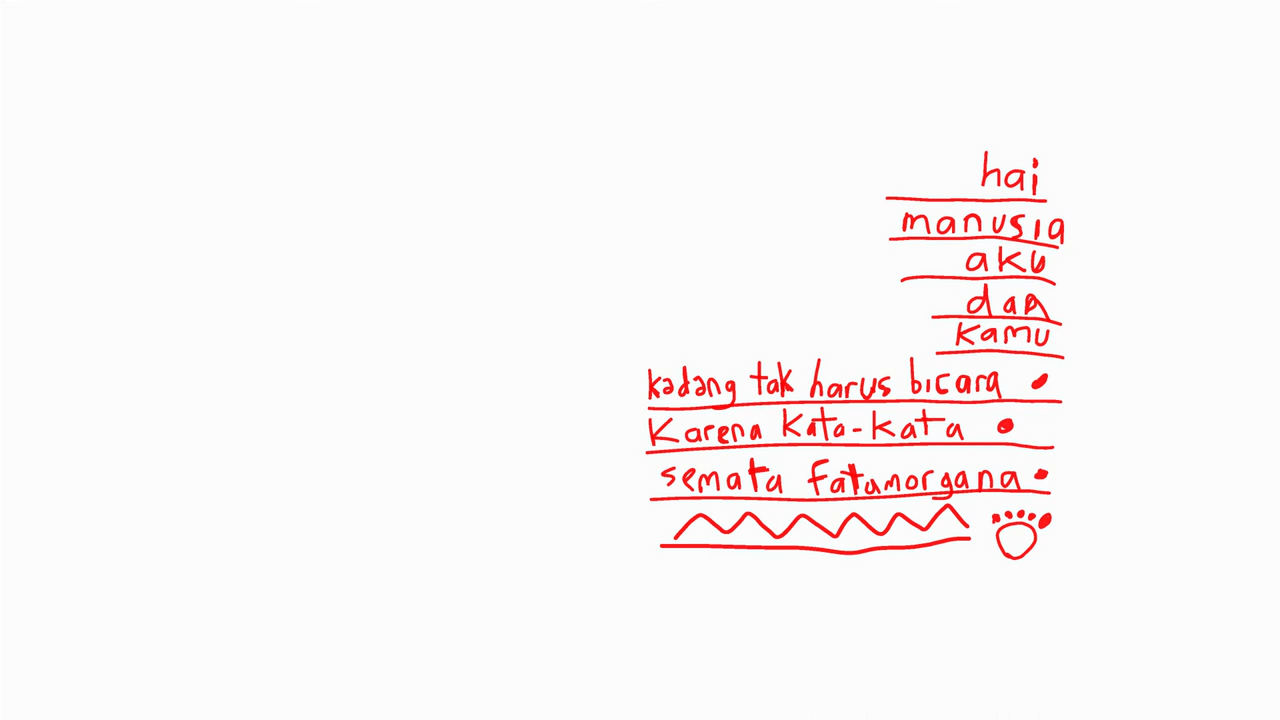 hai
manusia
aku
dan
kamu
kadang tak harus bicara
Karena Kata-Kata
semata fatamorgana